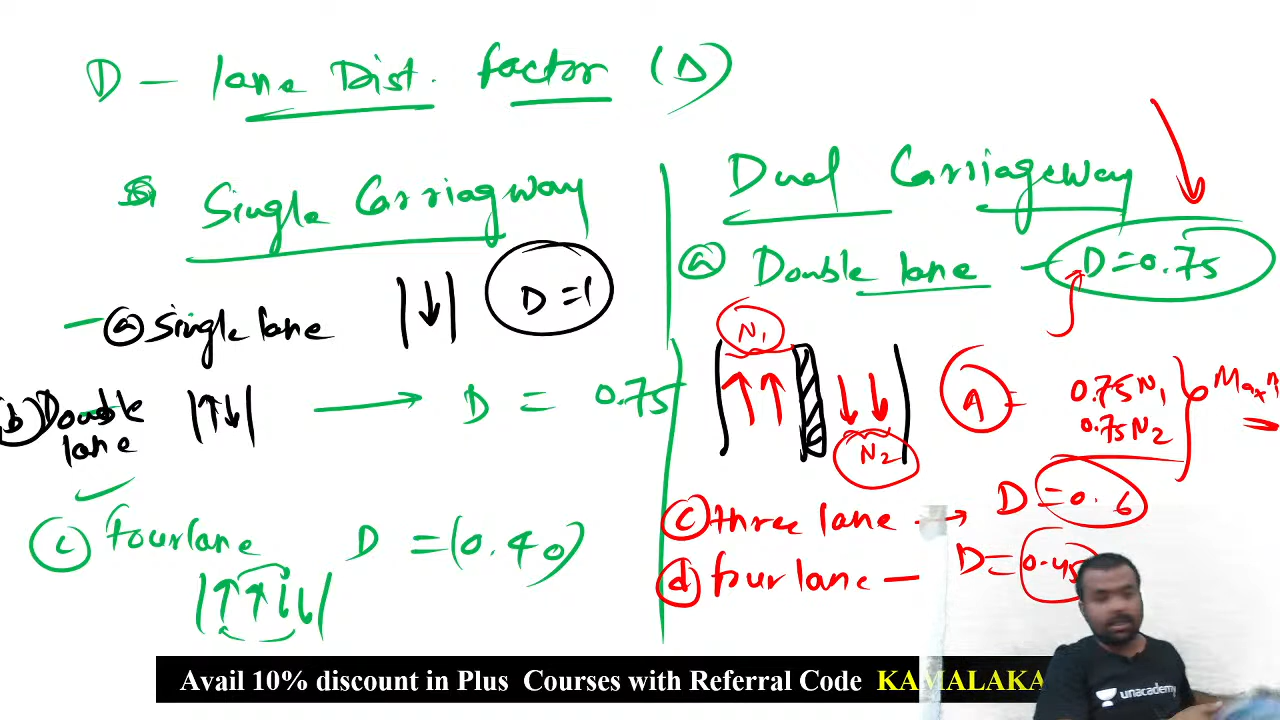 D - lane Dist. factor (D)
Single Carriagway
(a) Single lane D = 1
(b) Double lane → D = 0.75
(c) Four lane D = (0.40)
Dual Carriageway
(a) Double lane - D = 0.75
N1
N2
A = 0.75 N1
0.75 N2
(c) three lane → D = 0.6
(d) four lane - D = 0.45
Avail 10% discount in Plus Courses with Referral Code KAMALAKA
unacademy